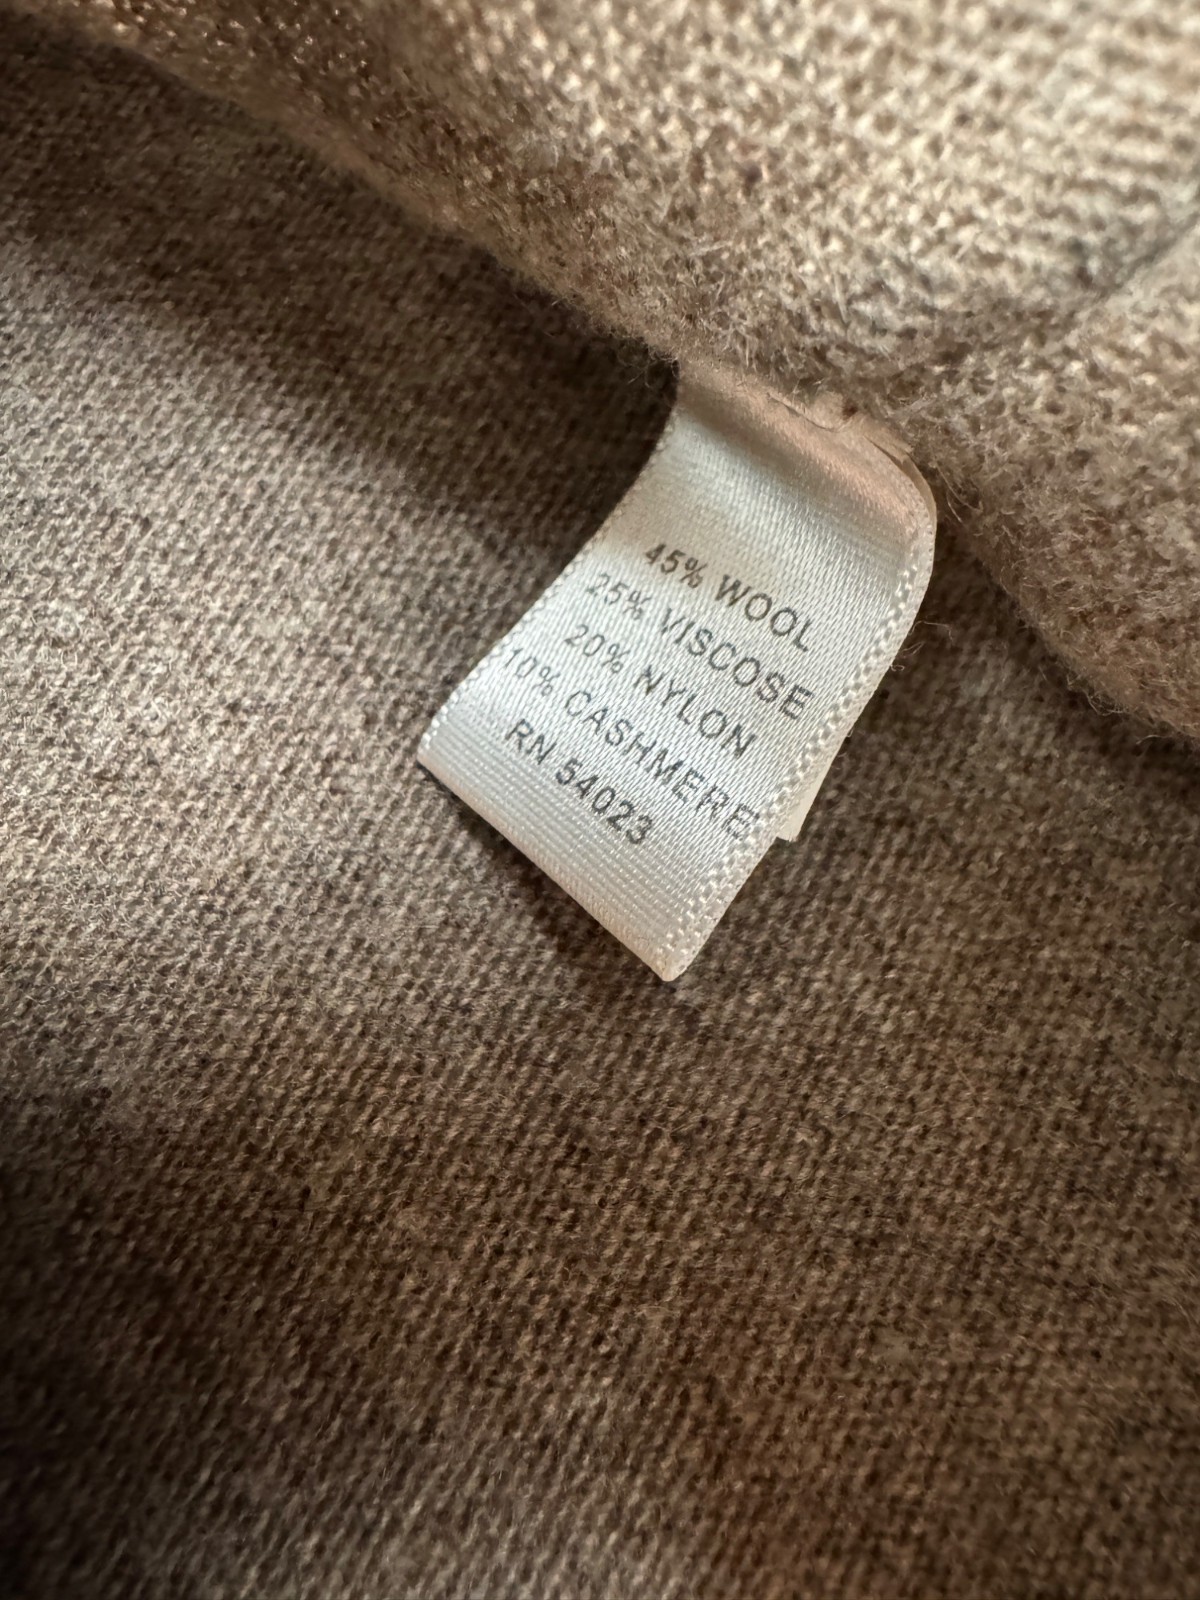 45% WOOL
25% VISCOSE
20% NYLON
10% CASHMERE
RN 54023